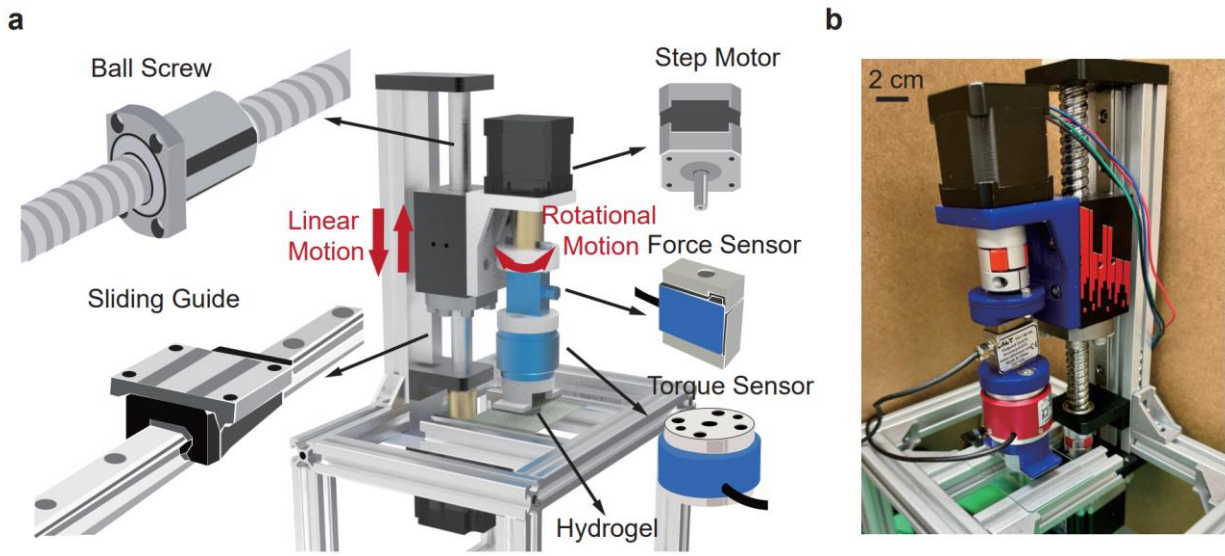 a
b
Ball Screw
Step Motor
2 cm
Linear
Motion
Rotational
Motion
Force Sensor
Sliding Guide
Torque Sensor
Hydrogel